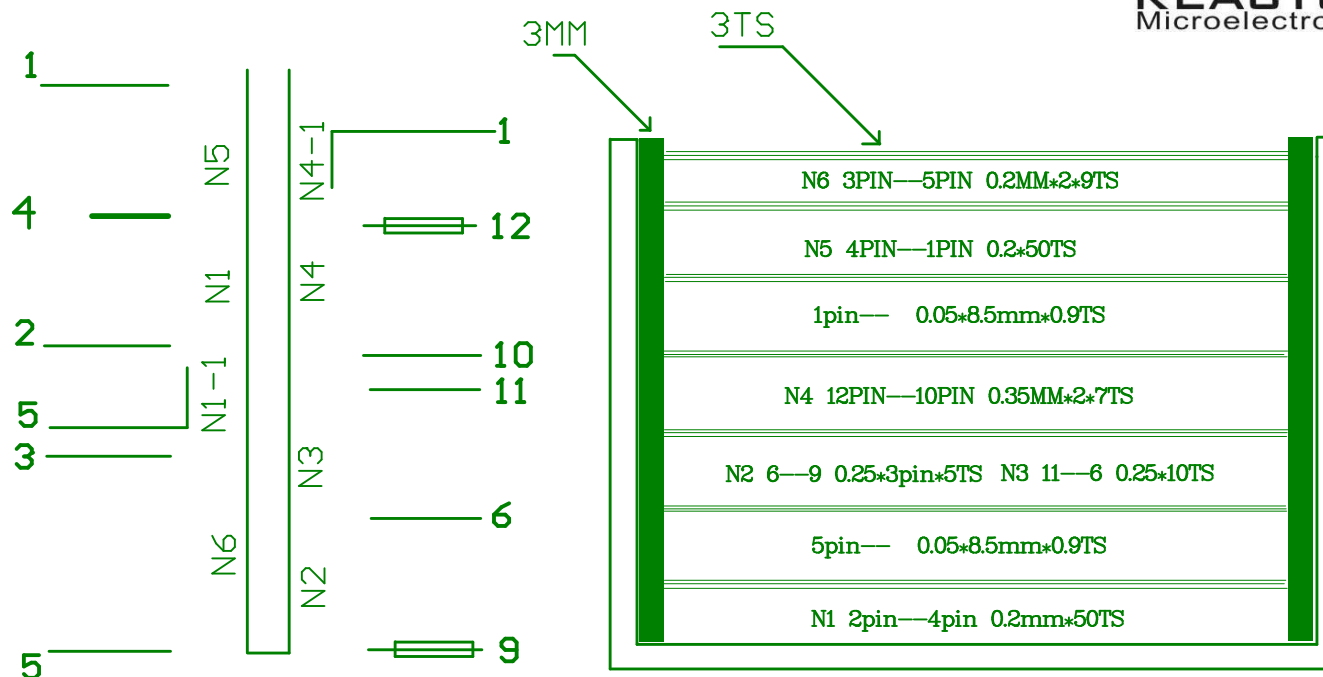 Microelectro
3MM
3TS
1
N5
N4-1
1
4
12
N1
N4
2
10
11
N1-1
5
3
N3
6
N6
N2
5
9
N6 3PIN--5PIN 0.2MM*2*9TS
N5 4PIN--1PIN 0.2*50TS
1pin-- 0.05*8.5mm*0.9TS
N4 12PIN--10PIN 0.35MM*2*7TS
N2 6--9 0.25*3pin*5TS N3 11--6 0.25*10TS
5pin-- 0.05*8.5mm*0.9TS
N1 2pin--4pin 0.2mm*50TS